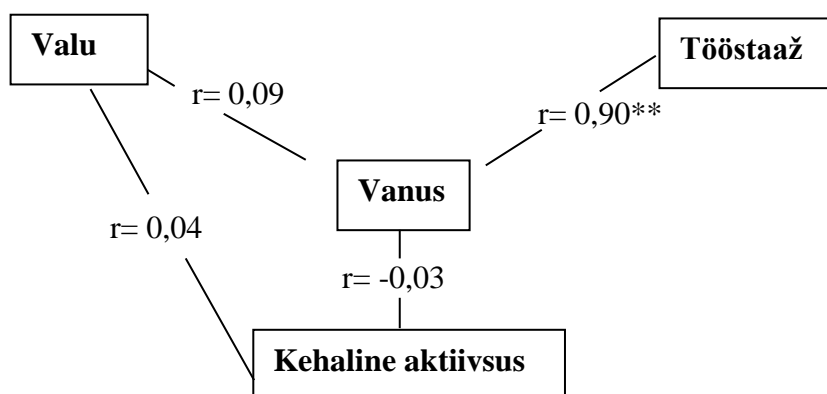 Valu
Tööstaaž
r= 0,09
r= 0,90**
Vanus
r= 0,04
r= -0,03
Kehaline aktiivsus